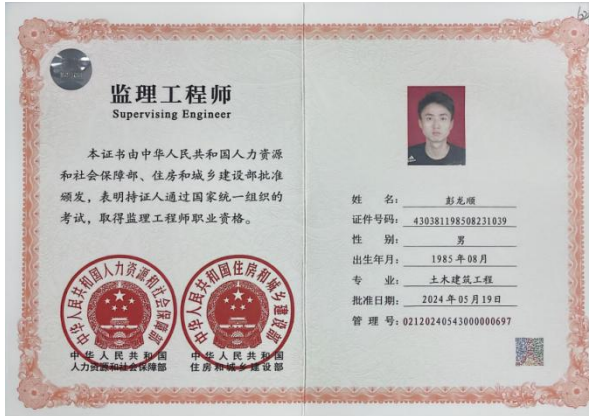 监理工程师
Supervising Engineer
本证书由中华人民共和国人力资源
和社会保障部、住房和城乡建设部批准
颁发，表明持证人通过国家统一组织的
考试，取得监理工程师职业资格。
中华人民共和国人力资源和社会保障部
中华人民共和国住房和城乡建设部
中华人民共和国
人力资源和社会保障部
中华人民共和国
住房和城乡建设部
姓 名：彭龙顺
证件号码：430381198508231039
性 别：男
出生年月：1985年08月
专 业：土木建筑工程
批准日期：2024年05月19日
管 理 号：02120240543000000697